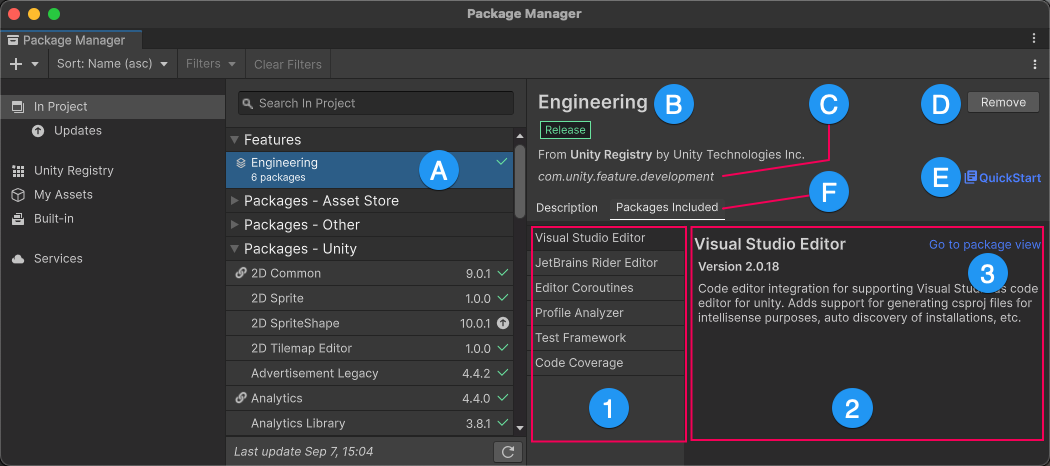 Package Manager
Package Manager
Sort: Name (asc)
Filters
Clear Filters
In Project
Updates
Unity Registry
My Assets
Built-in
Services
Search In Project
Features
Engineering
6 packages
A
Packages - Asset Store
Packages - Other
Packages - Unity
2D Common 9.0.1
2D Sprite 1.0.0
2D SpriteShape 10.0.1
2D Tilemap Editor 1.0.0
Advertisement Legacy 4.4.2
Analytics 4.4.0
Analytics Library 3.8.1
Last update Sep 7, 15:04
Engineering B C D Remove
Release
From Unity Registry by Unity Technologies Inc.
com.unity.feature.development
E QuickStart
F
Description Packages Included
Visual Studio Editor
JetBrains Rider Editor
Editor Coroutines
Profile Analyzer
Test Framework
Code Coverage
1
Visual Studio Editor Go to package view
Version 2.0.18
3
Code editor integration for supporting Visual Stud as code
editor for unity. Adds support for generating csproj files for
intellisense purposes, auto discovery of installations, etc.
2